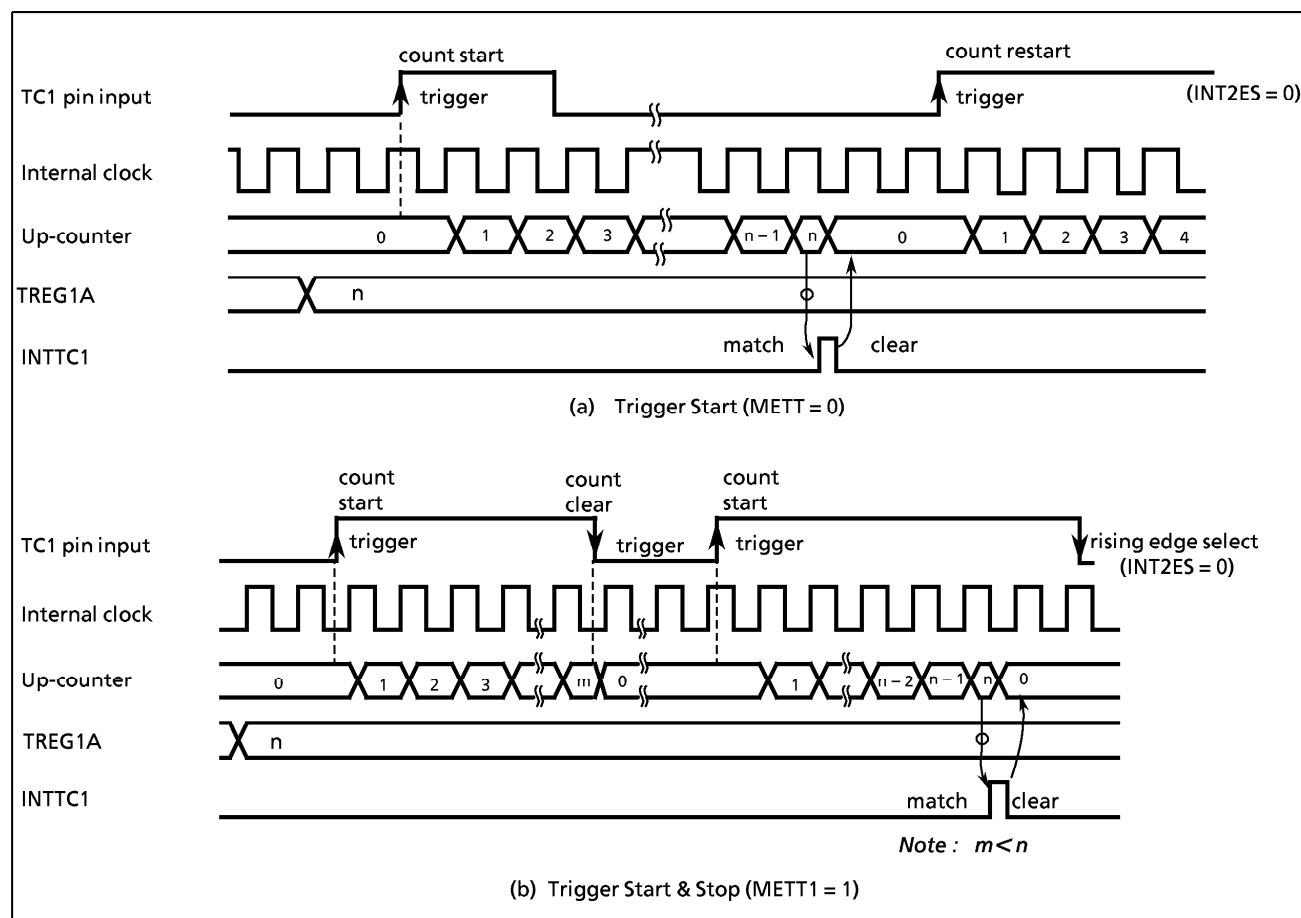 count start
count restart
TC1 pin input
trigger
trigger
(INT2ES = 0)
Internal clock
Up-counter
0 1 2 3 n – 1 n 0 1 2 3 4
TREG1A
n
INTTC1
match
clear
(a) Trigger Start (METT = 0)
count
start
count
clear
count
start
TC1 pin input
trigger
trigger
trigger
rising edge select
(INT2ES = 0)
Internal clock
Up-counter
0 1 2 3 m 0 1 n – 2 n – 1 n 0
TREG1A
n
INTTC1
match
clear
Note : m < n
(b) Trigger Start & Stop (METT1 = 1)